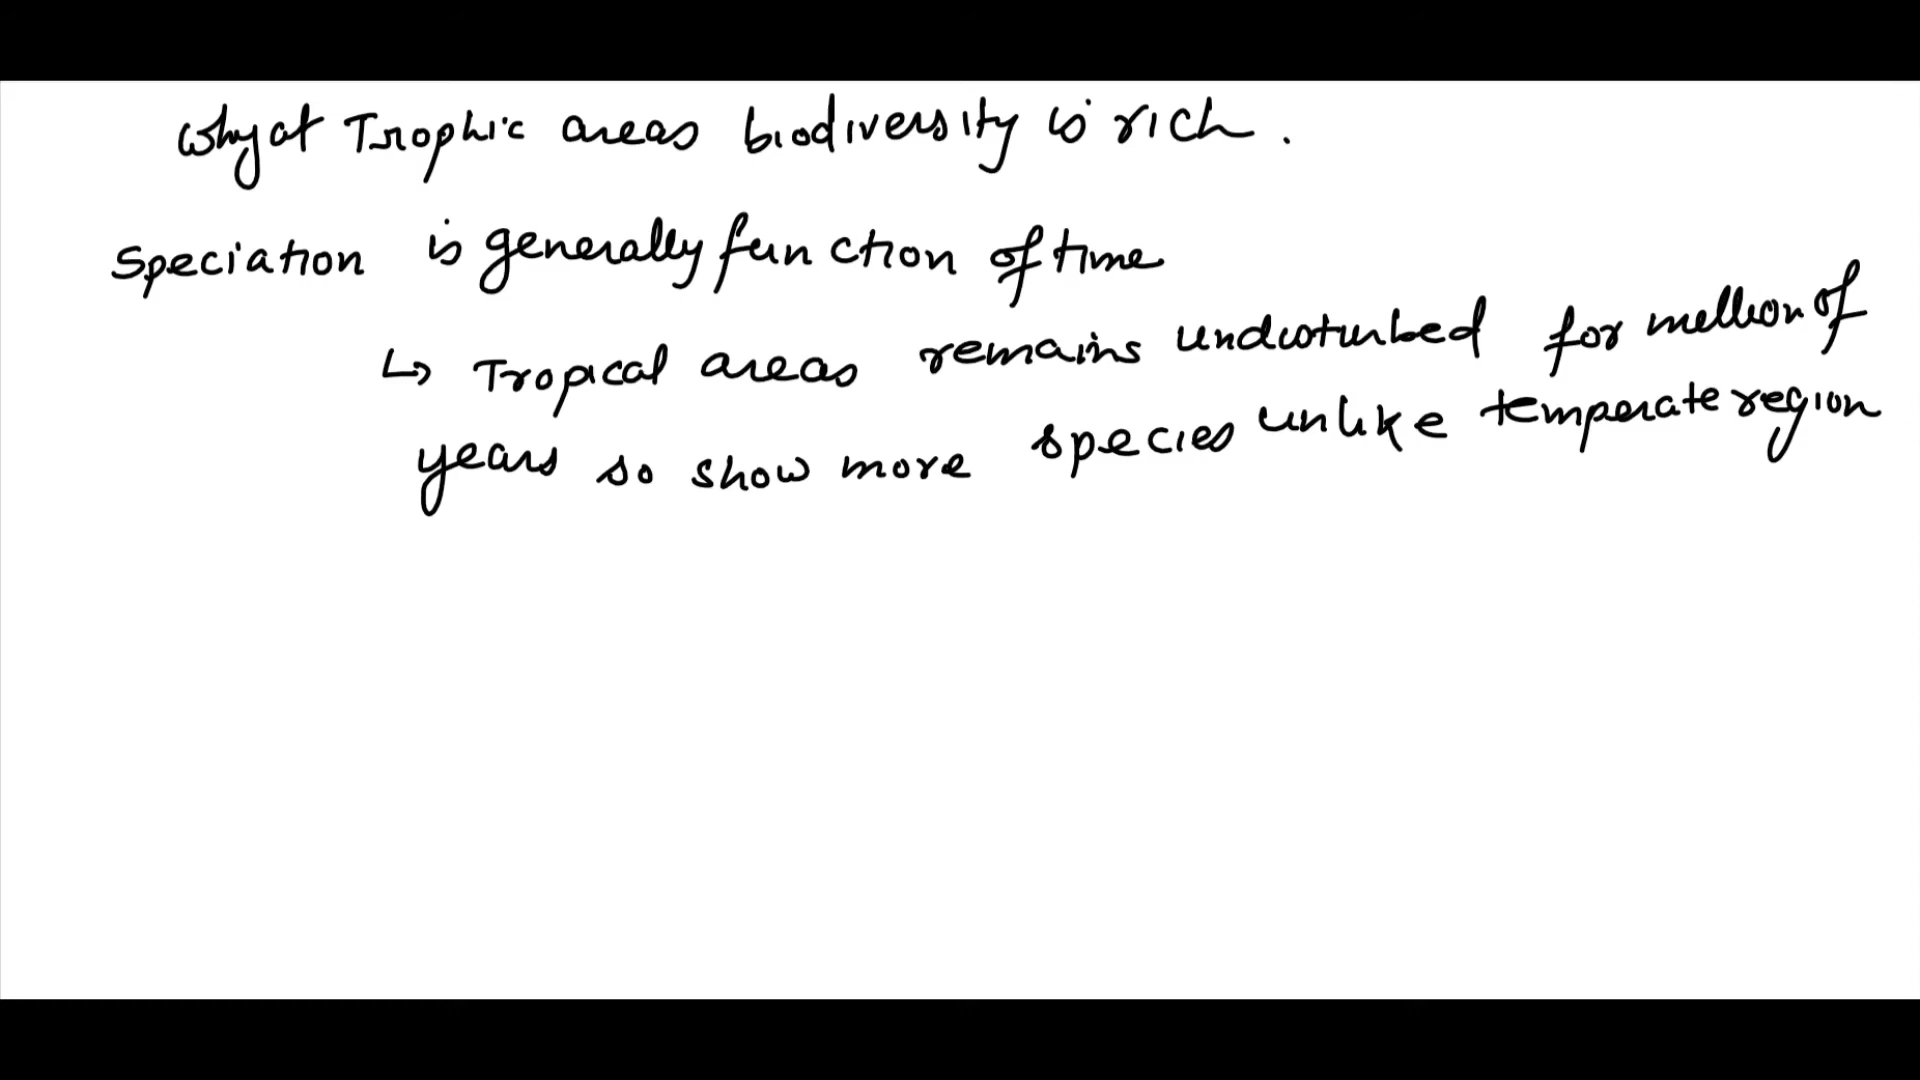 Why at Trophic areas biodiversity is rich .
Speciation is generally function of time
↳ Tropical areas remains undisturbed for million of
years so show more species unlike temperate region